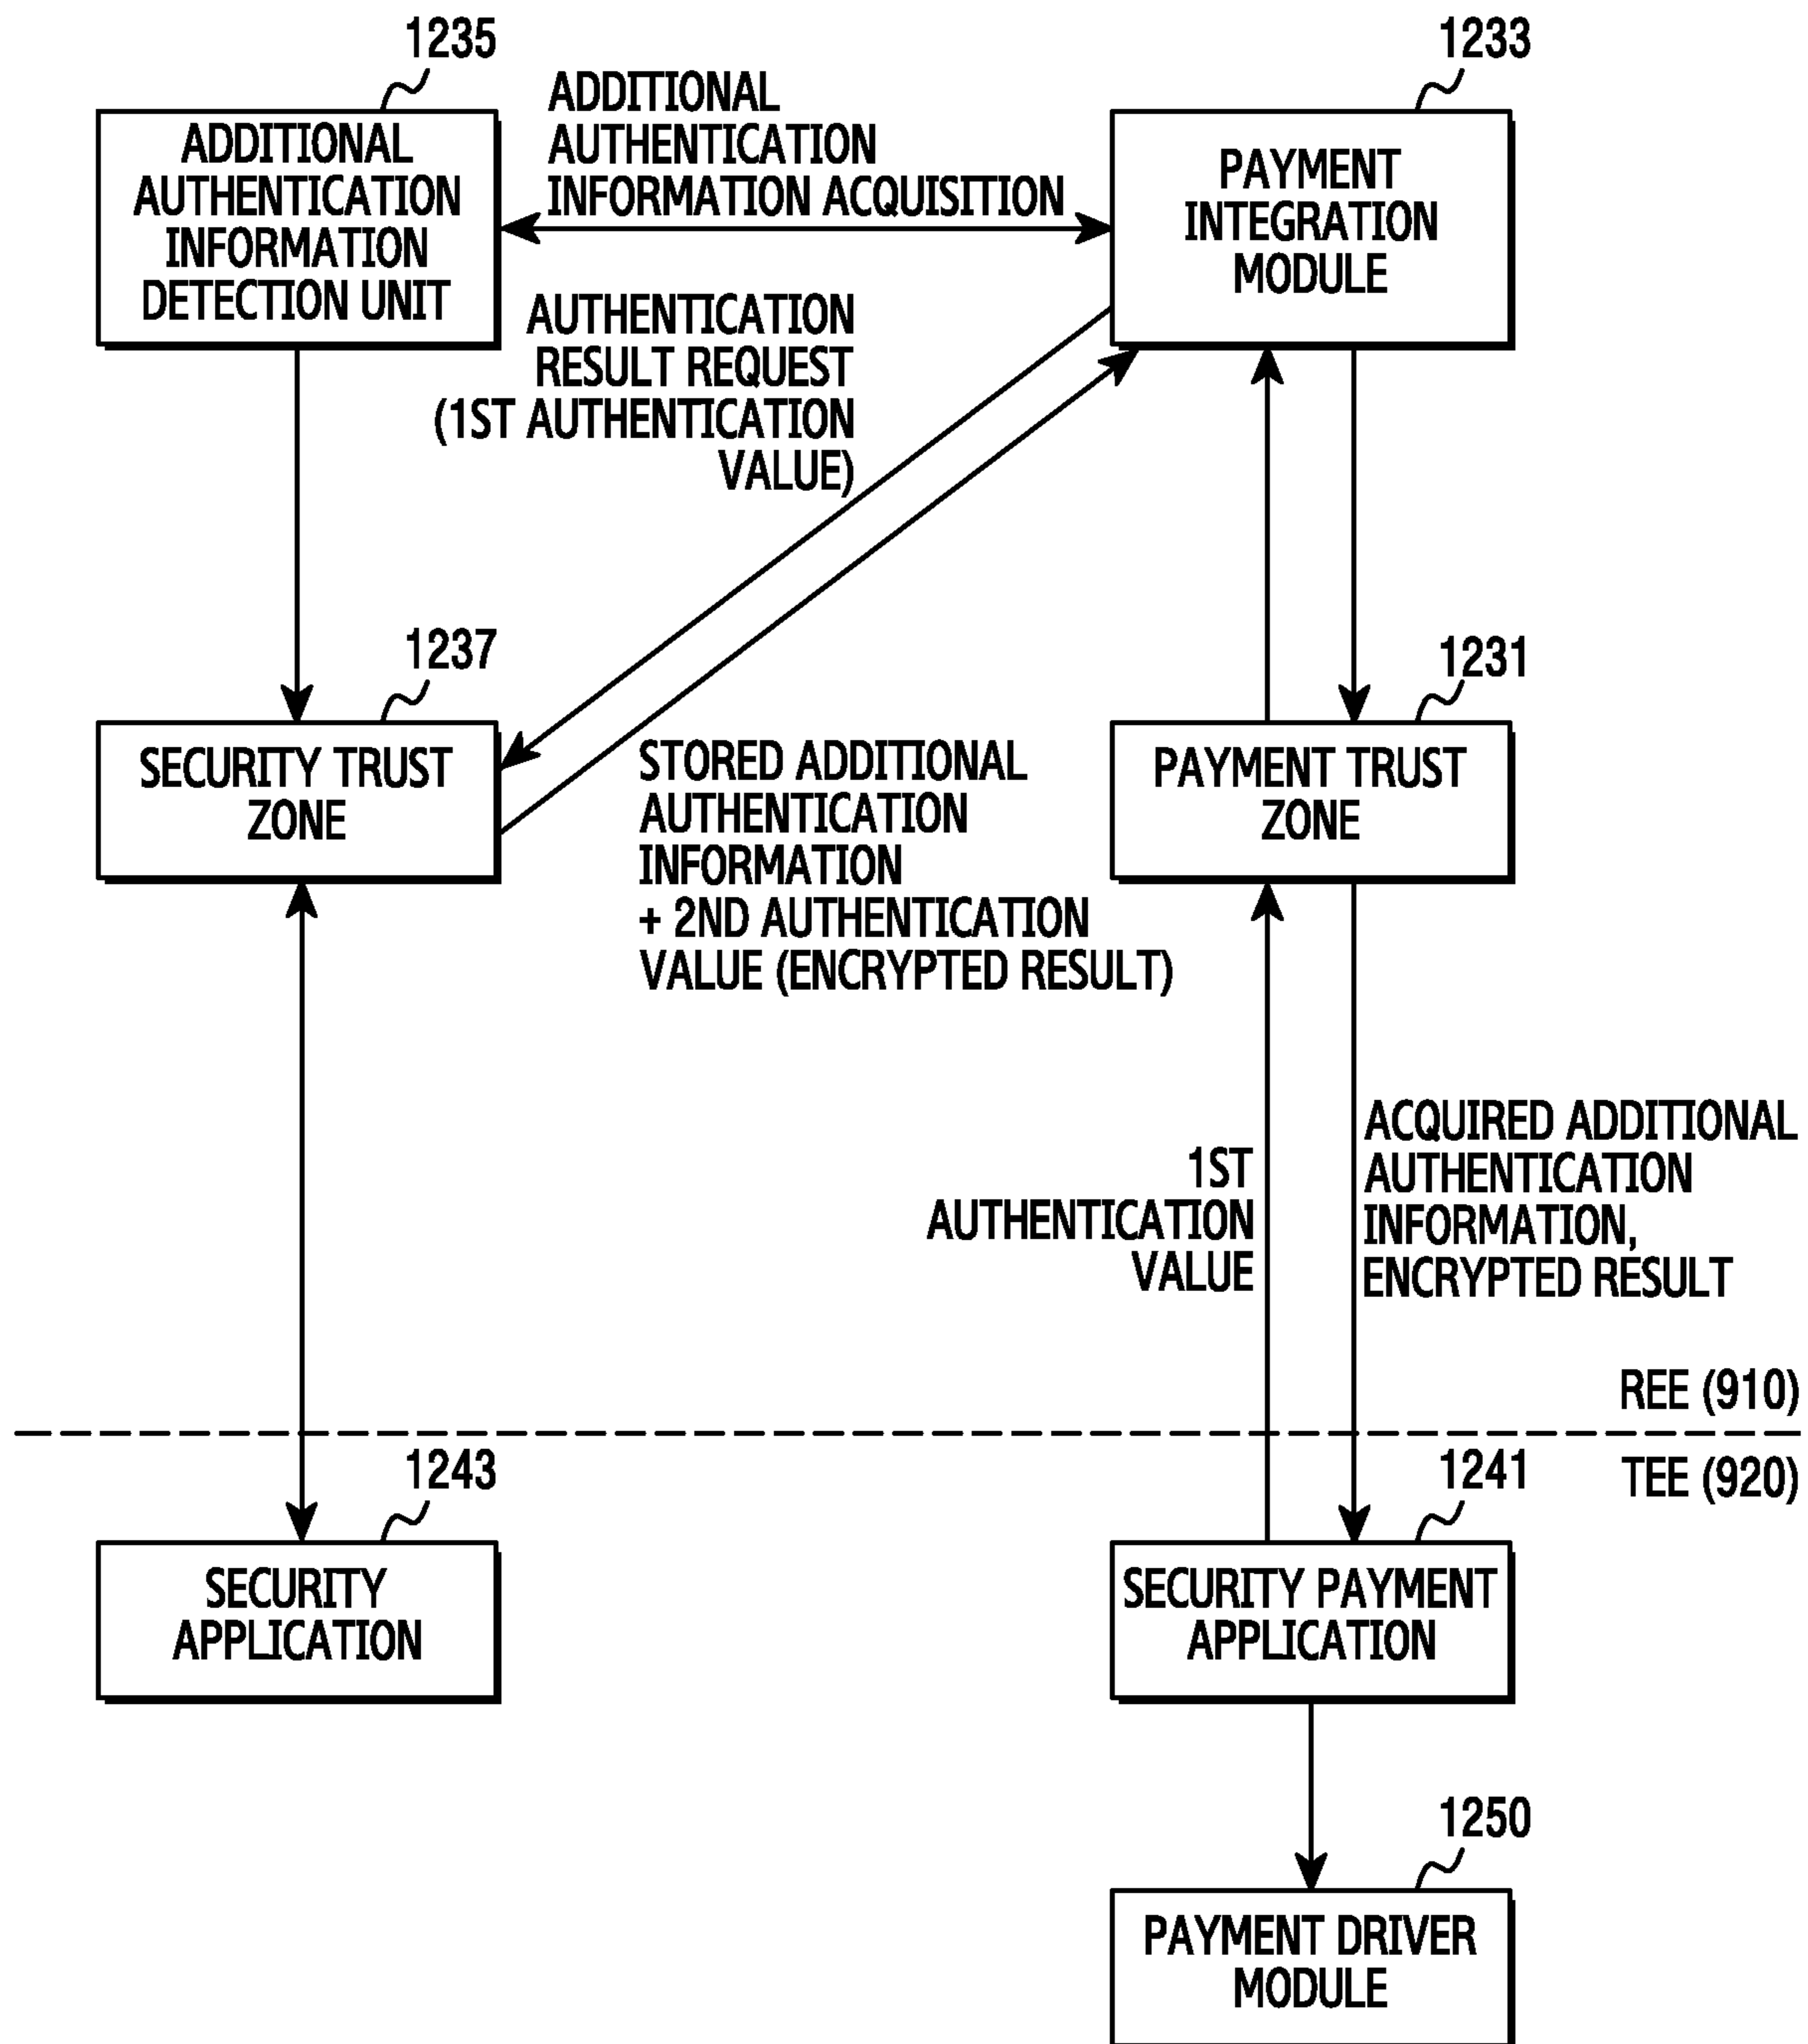 1235
1233
ADDITIONAL
AUTHENTICATION
INFORMATION
DETECTION UNIT
ADDITIONAL
AUTHENTICATION
INFORMATION ACQUISITION
PAYMENT
INTEGRATION
MODULE
AUTHENTICATION
RESULT REQUEST
(1ST AUTHENTICATION
VALUE)
1237
1231
SECURITY TRUST
ZONE
STORED ADDITIONAL
AUTHENTICATION
INFORMATION
+ 2ND AUTHENTICATION
VALUE (ENCRYPTED RESULT)
PAYMENT TRUST
ZONE
1ST
AUTHENTICATION
VALUE
ACQUIRED ADDITIONAL
AUTHENTICATION
INFORMATION,
ENCRYPTED RESULT
REE (910)
TEE (920)
1243
1241
SECURITY
APPLICATION
SECURITY PAYMENT
APPLICATION
1250
PAYMENT DRIVER
MODULE